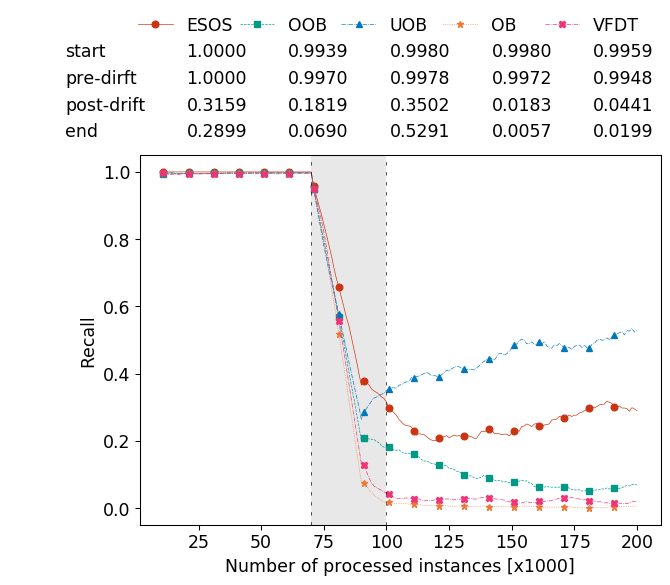 ESOS OOB UOB OB VFDT
start 1.0000 0.9939 0.9980 0.9980 0.9959
pre-dirft 1.0000 0.9970 0.9978 0.9972 0.9948
post-drift 0.3159 0.1819 0.3502 0.0183 0.0441
end 0.2899 0.0690 0.5291 0.0057 0.0199
1.0
0.8
0.6
0.4
0.2
0.0
Recall
25 50 75 100 125 150 175 200
Number of processed instances [x1000]